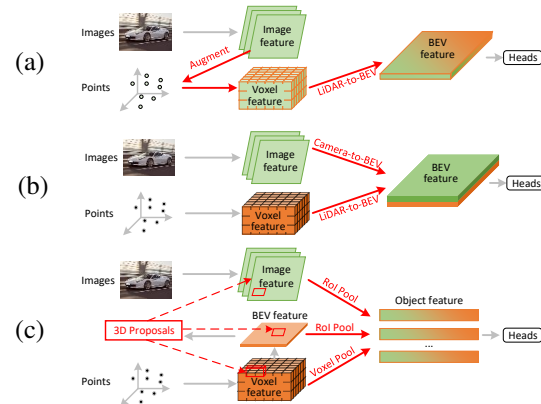 (a)
Images
Image
feature
Augment
Points
Voxel
feature
LiDAR-to-BEV
BEV
feature
Heads
(b)
Images
Image
feature
Camera-to-BEV
Points
Voxel
feature
LiDAR-to-BEV
BEV
feature
Heads
(c)
Images
Image
feature
RoI Pool
Object feature
3D Proposals
BEV feature
RoI Pool
...
Heads
Points
Voxel
feature
Voxel Pool